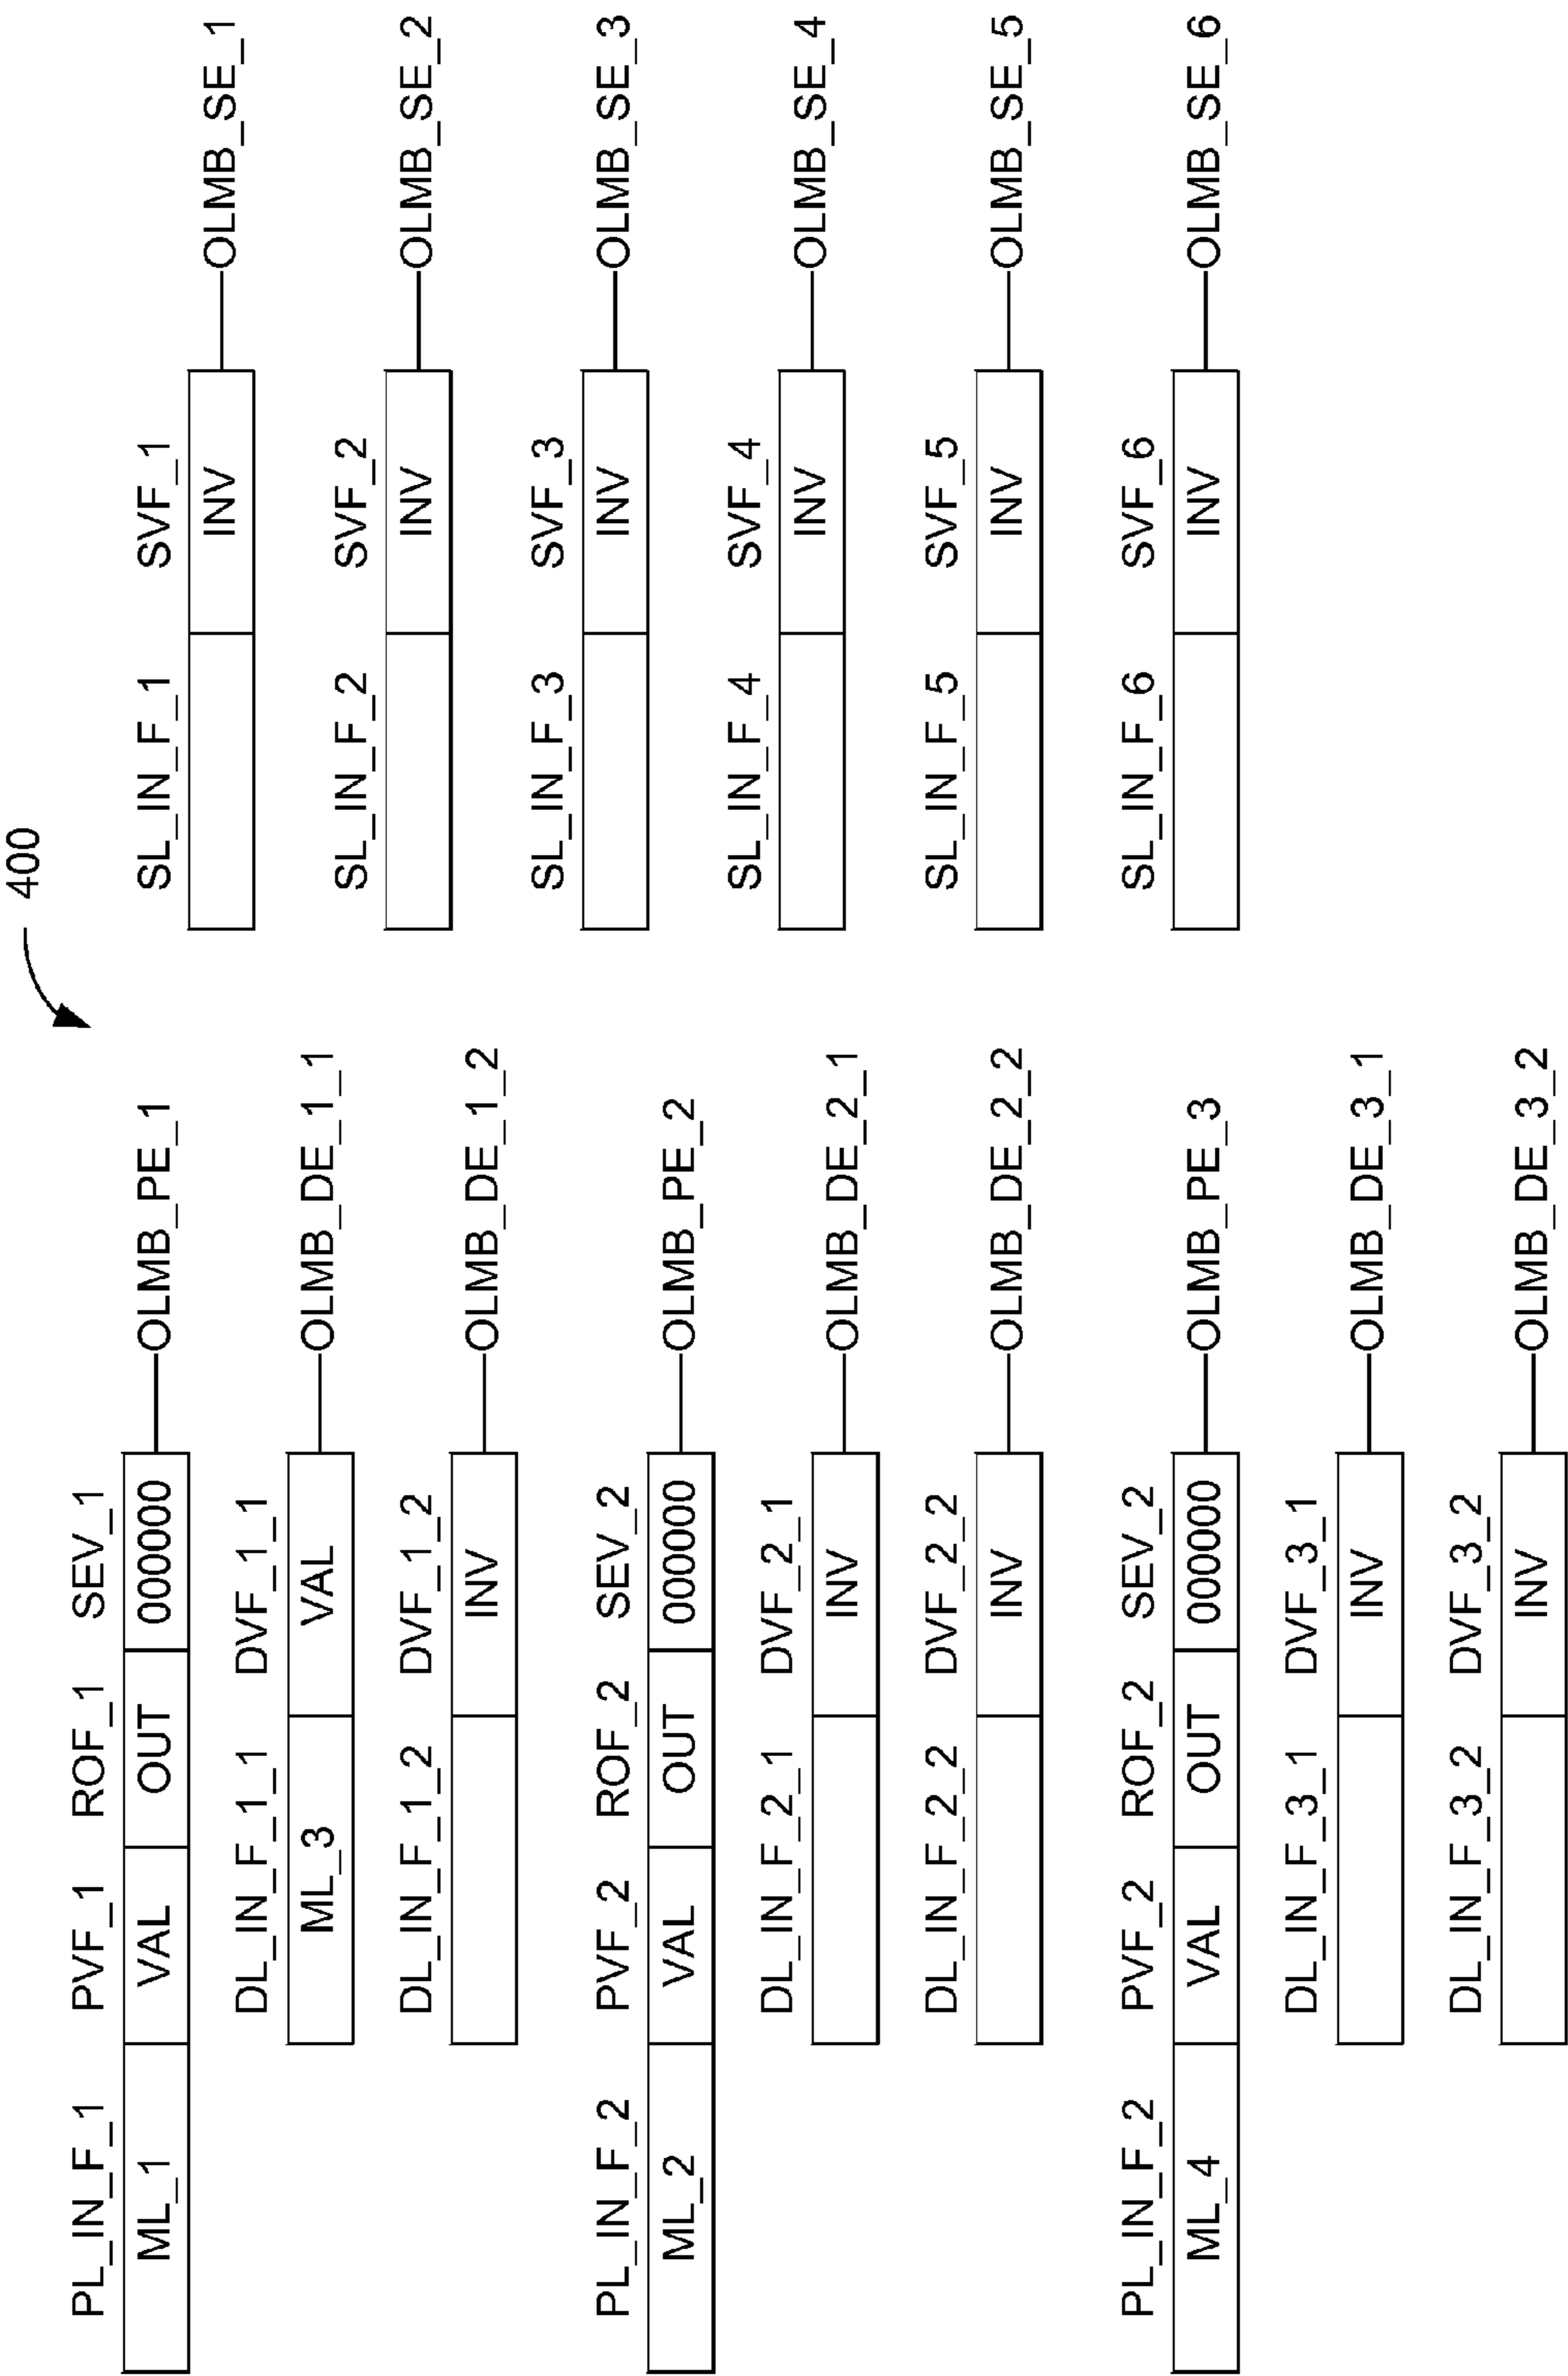 400
PL_IN_F_1 PVF_1 ROF_1 SEV_1
ML_1 VAL OUT 000000 OLMB_PE_1
DL_IN_F_1_1 DVF_1_1
ML_3 VAL OLMB_DE_1_1
DL_IN_F_1_2 DVF_1_2
INV OLMB_DE_1_2
PL_IN_F_2 PVF_2 ROF_2 SEV_2
ML_2 VAL OUT 000000 OLMB_PE_2
DL_IN_F_2_1 DVF_2_1
INV OLMB_DE_2_1
DL_IN_F_2_2 DVF_2_2
INV OLMB_DE_2_2
PL_IN_F_2 PVF_2 ROF_2 SEV_2
ML_4 VAL OUT 000000 OLMB_PE_3
DL_IN_F_3_1 DVF_3_1
INV OLMB_DE_3_1
DL_IN_F_3_2 DVF_3_2
INV OLMB_DE_3_2
SL_IN_F_1 SVF_1
INV OLMB_SE_1
SL_IN_F_2 SVF_2
INV OLMB_SE_2
SL_IN_F_3 SVF_3
INV OLMB_SE_3
SL_IN_F_4 SVF_4
INV OLMB_SE_4
SL_IN_F_5 SVF_5
INV OLMB_SE_5
SL_IN_F_6 SVF_6
INV OLMB_SE_6